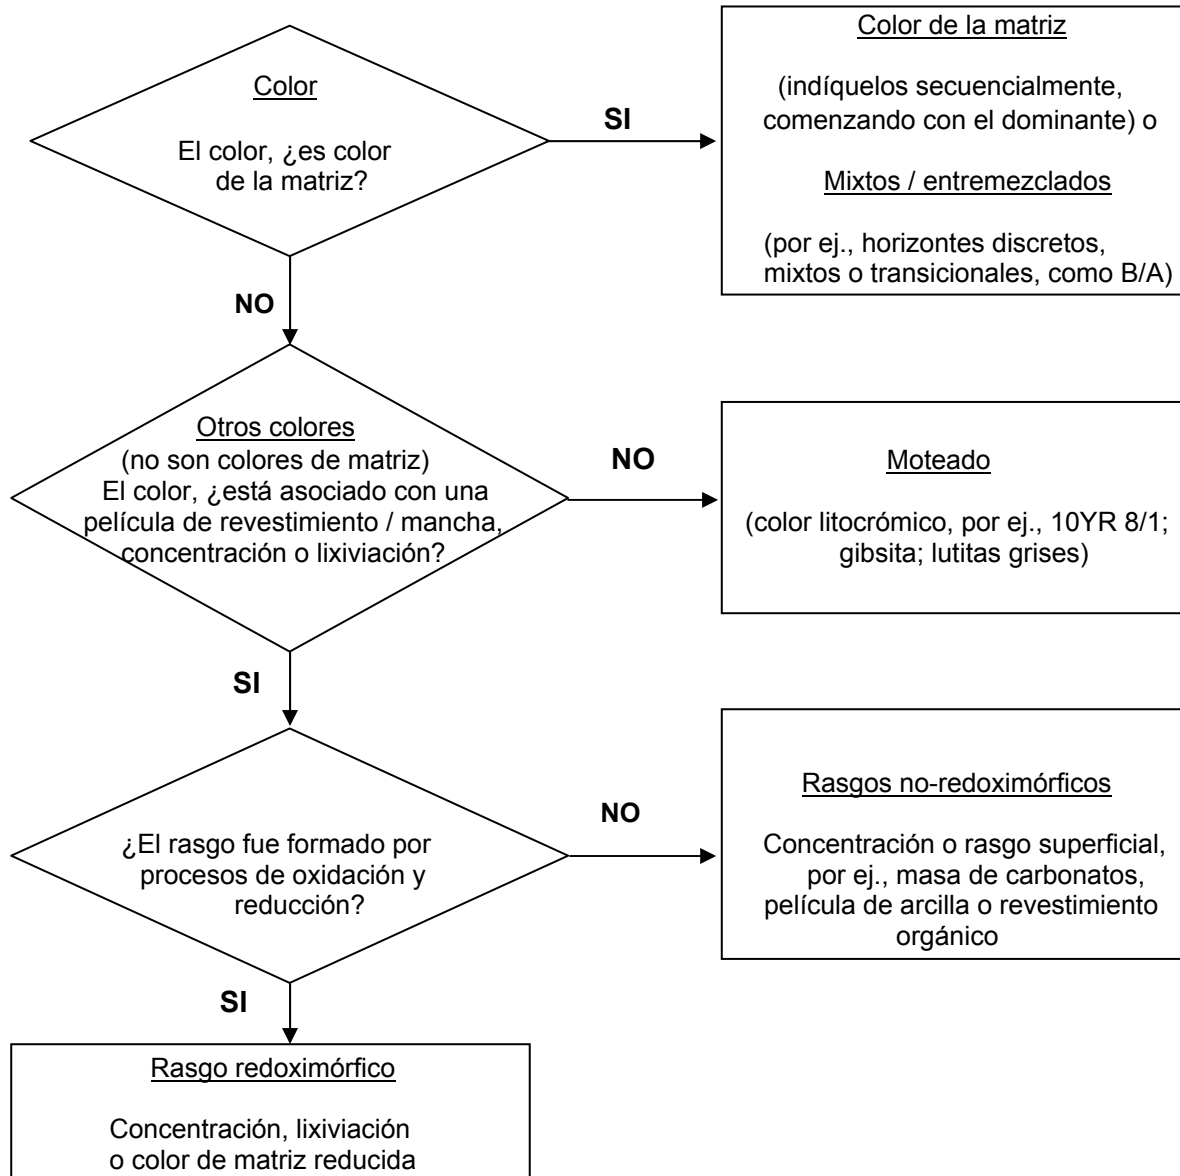 Color
El color, ¿es color
de la matriz?
SI
Color de la matriz
(indíquelos secuencialmente,
comenzando con el dominante) o
Mixtos / entremezclados
(por ej., horizontes discretos,
mixtos o transicionales, como B/A)
NO
Otros colores
(no son colores de matriz)
El color, ¿está asociado con una
película de revestimiento / mancha,
concentración o lixiviación?
NO
Moteado
(color litocrómico, por ej., 10YR 8/1;
gibsita; lutitas grises)
SI
¿El rasgo fue formado por
procesos de oxidación y
reducción?
NO
Rasgos no-redoximórficos
Concentración o rasgo superficial,
por ej., masa de carbonatos,
película de arcilla o revestimiento
orgánico
SI
Rasgo redoximórfico
Concentración, lixiviación
o color de matriz reducida